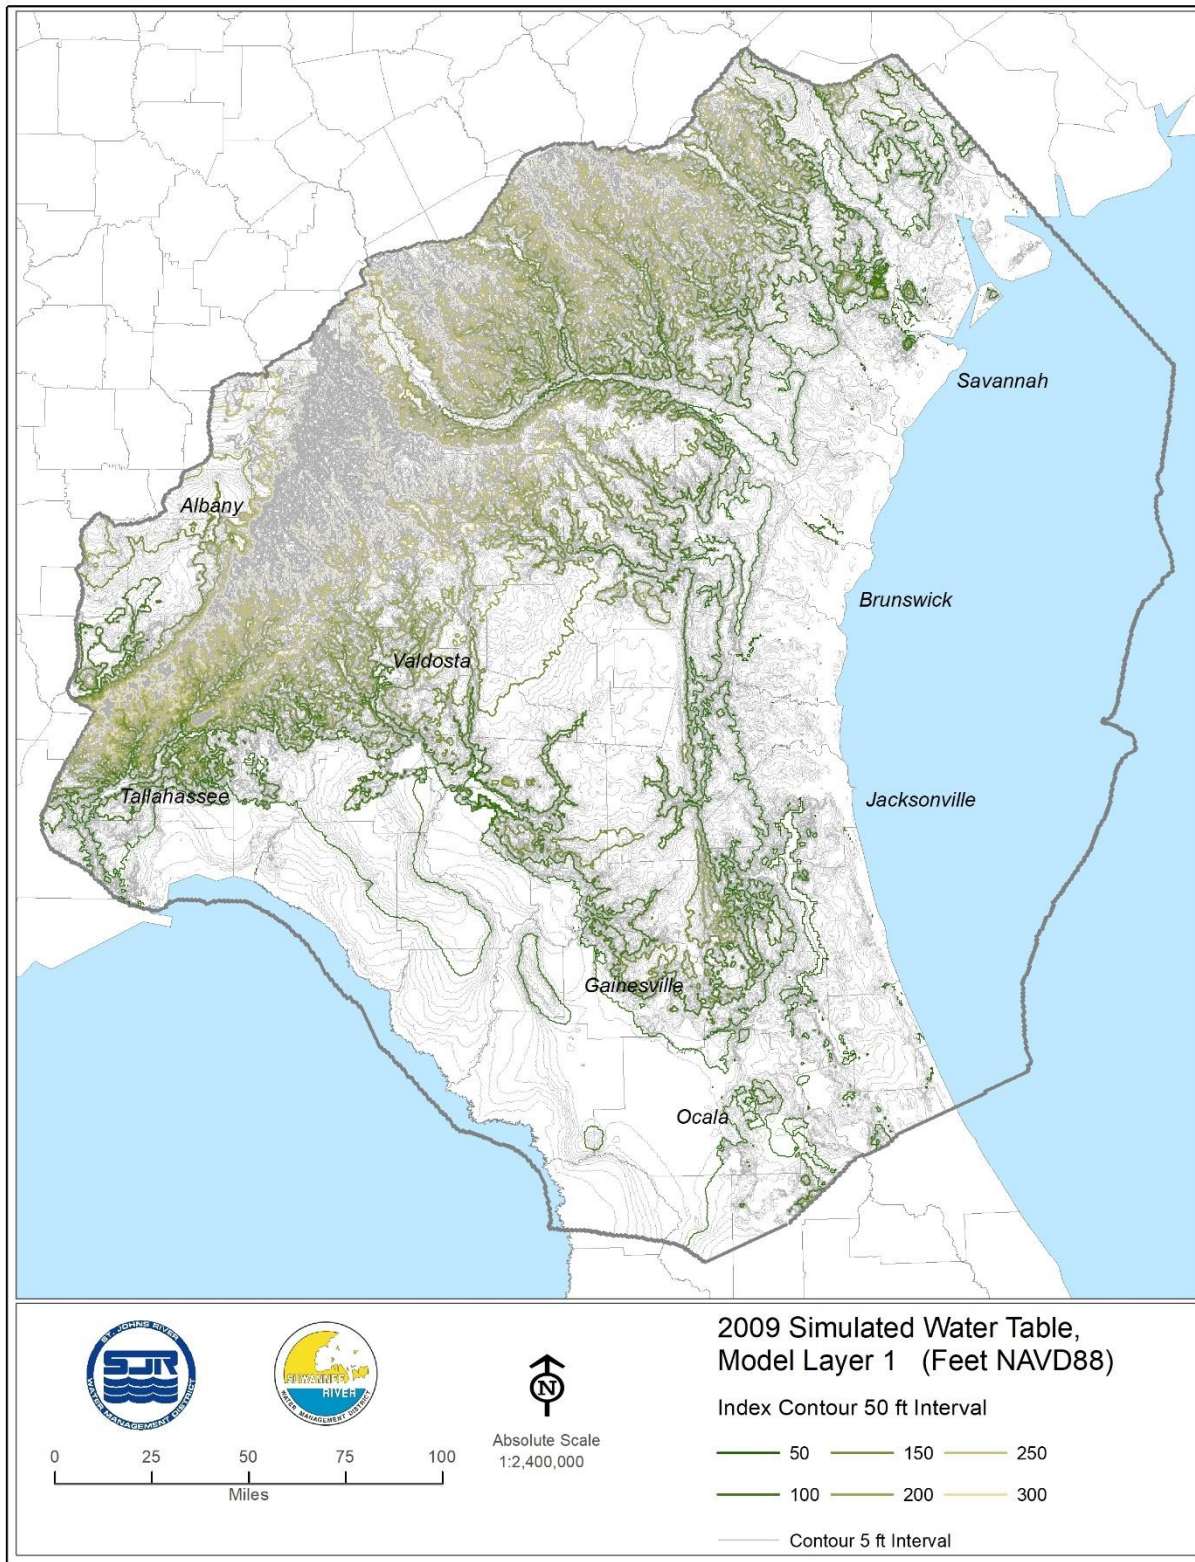 Savannah
Albany
Brunswick
Valdosta
Tallahassee
Jacksonville
Gainesville
Ocala
ST. JOHNS RIVER
SJR
WATER MANAGEMENT DISTRICT
SUWANNEE
RIVER
WATER MANAGEMENT DISTRICT
N
Absolute Scale
1:2,400,000
0 25 50 75 100
Miles
2009 Simulated Water Table,
Model Layer 1 (Feet NAVD88)
Index Contour 50 ft Interval
50 150 250
100 200 300
Contour 5 ft Interval